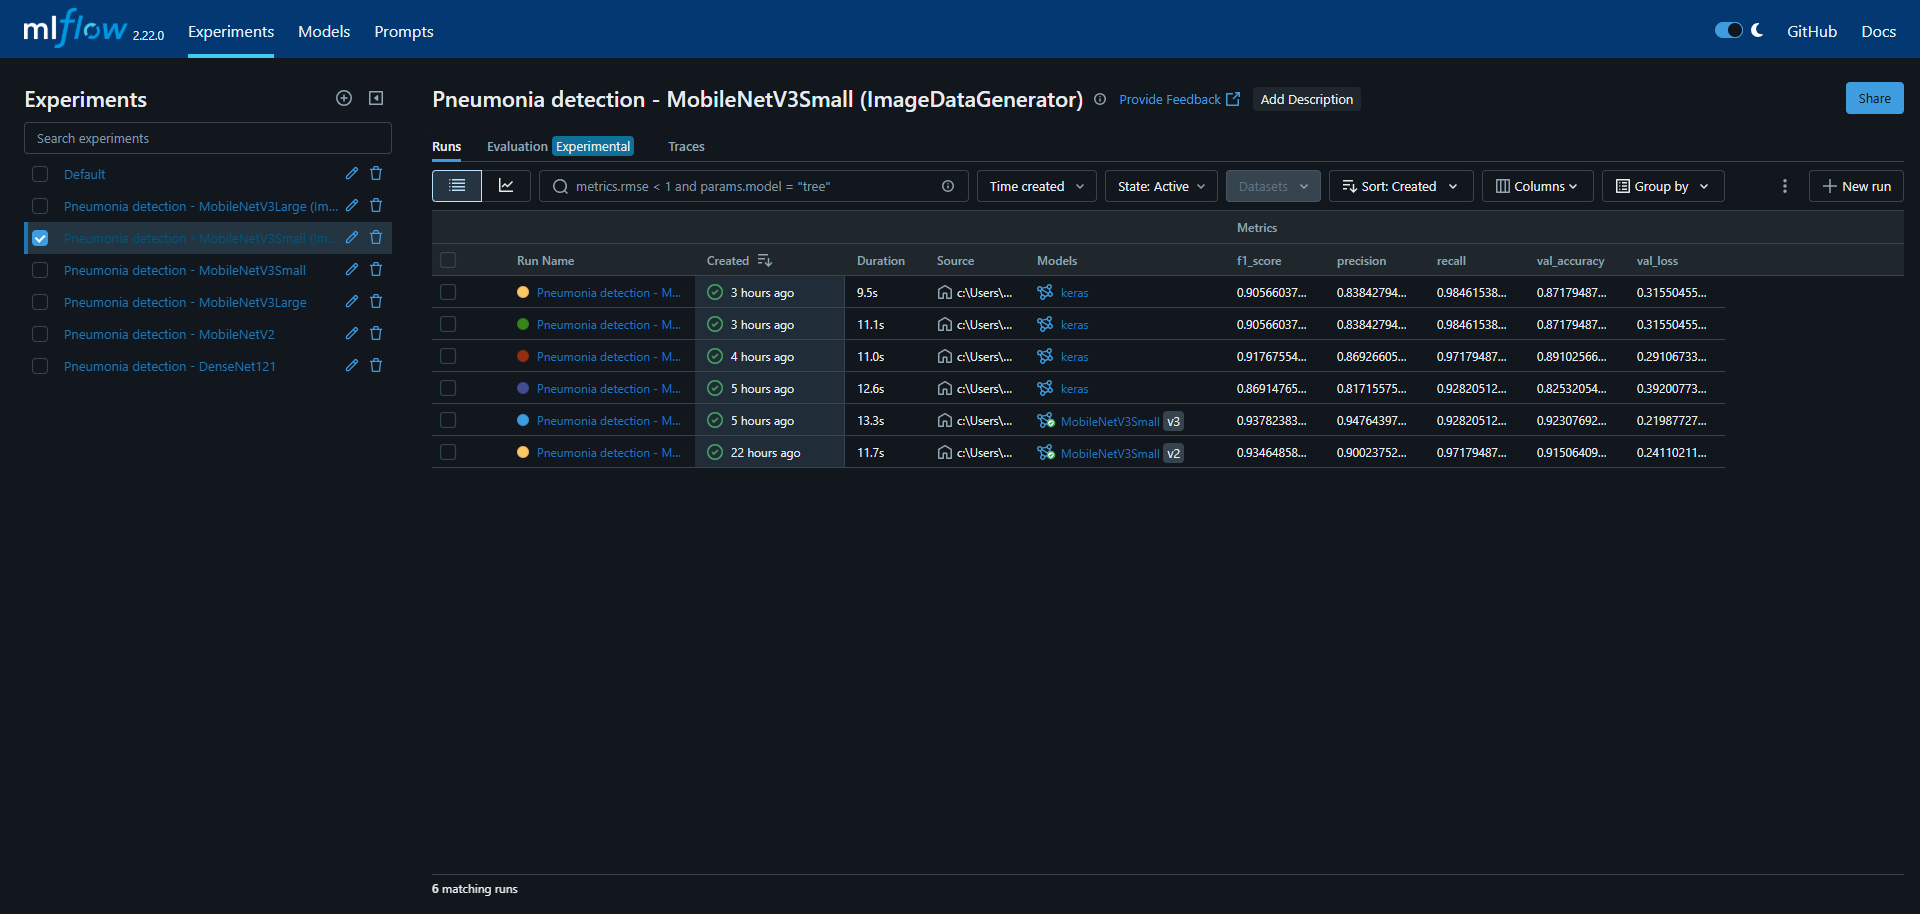 mlflow 2.22.0 Experiments Models Prompts GitHub Docs
Experiments
Search experiments
Default
Pneumonia detection - MobileNetV3Large (Im...
Pneumonia detection - MobileNetV3Small (Im...
Pneumonia detection - MobileNetV3Small
Pneumonia detection - MobileNetV3Large
Pneumonia detection - MobileNetV2
Pneumonia detection - DenseNet121
Pneumonia detection - MobileNetV3Small (ImageDataGenerator) Provide Feedback Add Description Share
Runs Evaluation Experimental Traces
metrics.rmse < 1 and params.model = "tree" Time created State: Active Datasets Sort: Created Columns Group by New run
Metrics
Run Name Created Duration Source Models f1_score precision recall val_accuracy val_loss
Pneumonia detection - M... 3 hours ago 9.5s c:\Users\... keras 0.90566037... 0.83842794... 0.98461538... 0.87179487... 0.31550455...
Pneumonia detection - M... 3 hours ago 11.1s c:\Users\... keras 0.90566037... 0.83842794... 0.98461538... 0.87179487... 0.31550455...
Pneumonia detection - M... 4 hours ago 11.0s c:\Users\... keras 0.91767554... 0.86926605... 0.97179487... 0.89102566... 0.29106733...
Pneumonia detection - M... 5 hours ago 12.6s c:\Users\... keras 0.86914765... 0.81715575... 0.92820512... 0.82532054... 0.39200773...
Pneumonia detection - M... 5 hours ago 13.3s c:\Users\... MobileNetV3Small v3 0.93782383... 0.94764397... 0.92820512... 0.92307692... 0.21987727...
Pneumonia detection - M... 22 hours ago 11.7s c:\Users\... MobileNetV3Small v2 0.93464858... 0.90023752... 0.97179487... 0.91506409... 0.24110211...
6 matching runs